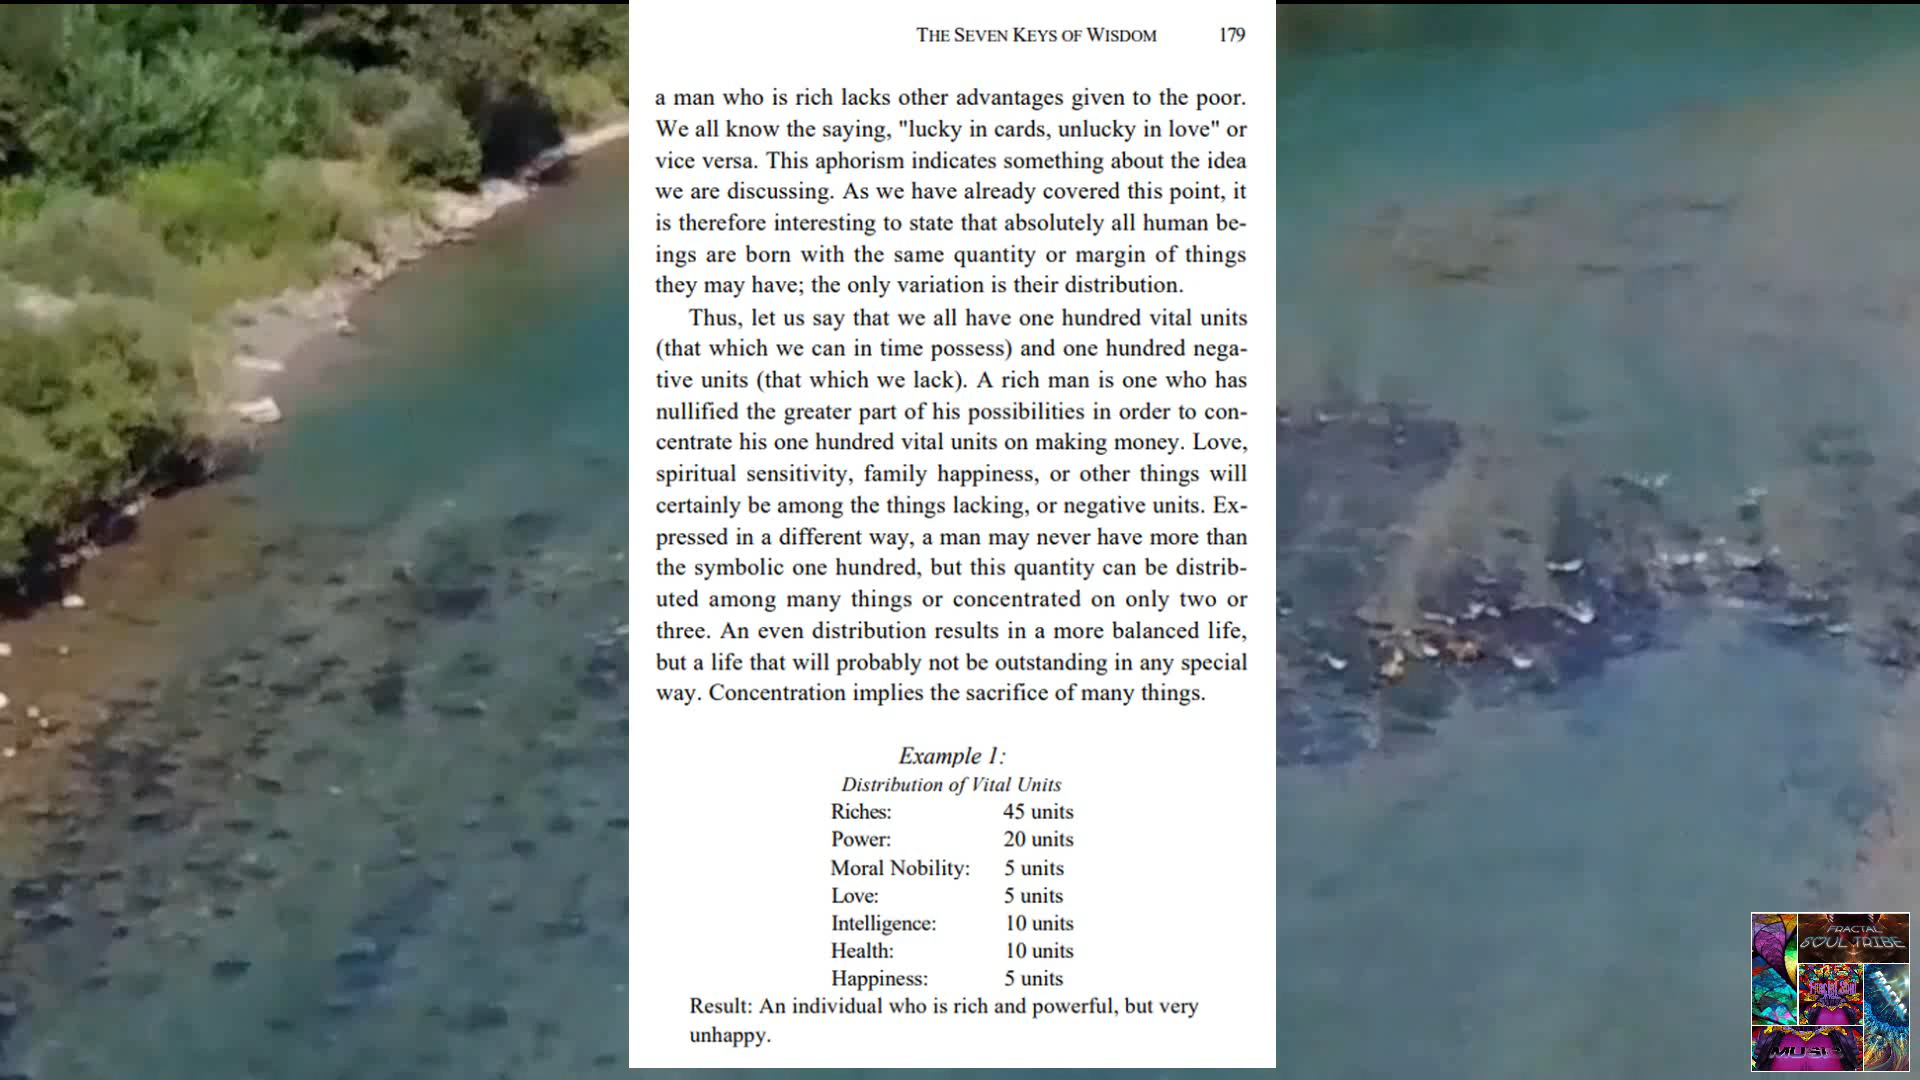 THE SEVEN KEYS OF WISDOM 179
a man who is rich lacks other advantages given to the poor.
We all know the saying, "lucky in cards, unlucky in love" or
vice versa. This aphorism indicates something about the idea
we are discussing. As we have already covered this point, it
is therefore interesting to state that absolutely all human be-
ings are born with the same quantity or margin of things
they may have; the only variation is their distribution.
Thus, let us say that we all have one hundred vital units
(that which we can in time possess) and one hundred nega-
tive units (that which we lack). A rich man is one who has
nullified the greater part of his possibilities in order to con-
centrate his one hundred vital units on making money. Love,
spiritual sensitivity, family happiness, or other things will
certainly be among the things lacking, or negative units. Ex-
pressed in a different way, a man may never have more than
the symbolic one hundred, but this quantity can be distrib-
uted among many things or concentrated on only two or
three. An even distribution results in a more balanced life,
but a life that will probably not be outstanding in any special
way. Concentration implies the sacrifice of many things.
Example 1:
Distribution of Vital Units
Riches: 45 units
Power: 20 units
Moral Nobility: 5 units
Love: 5 units
Intelligence: 10 units
Health: 10 units
Happiness: 5 units
Result: An individual who is rich and powerful, but very
unhappy.
FRACTAL
SOUL TRIBE
Fractal Soul
MUSIC